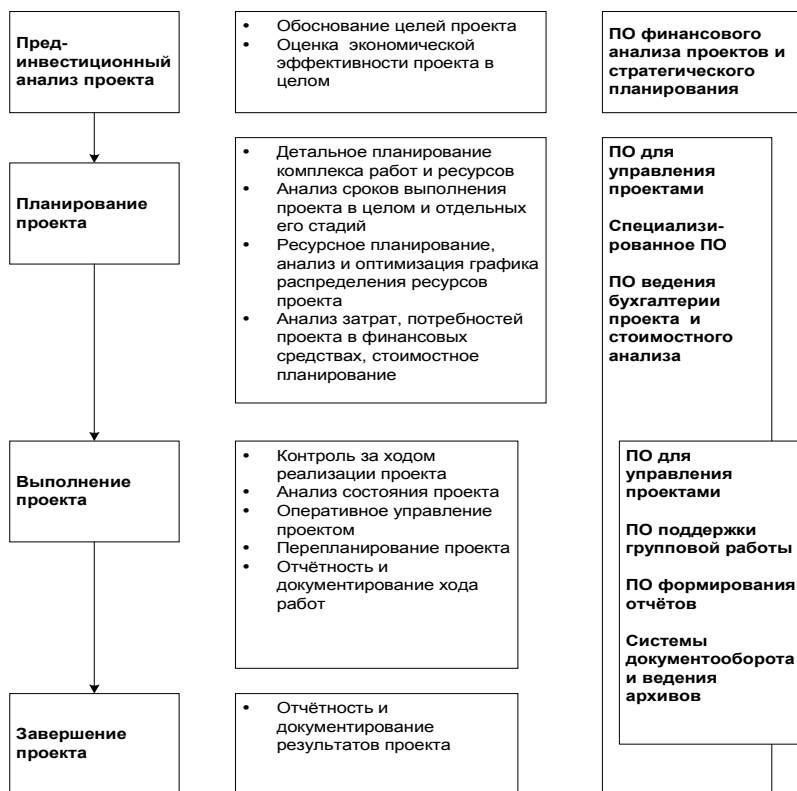 Пред-
инвестиционный
анализ проекта
• Обоснование целей проекта
• Оценка экономической
эффективности проекта в
целом
ПО финансового
анализа проектов и
стратегического
планирования
Планирование
проекта
• Детальное планирование
комплекса работ и ресурсов
• Анализ сроков выполнения
проекта в целом и отдельных
его стадий
• Ресурсное планирование,
анализ и оптимизация графика
распределения ресурсов
проекта
• Анализ затрат, потребностей
проекта в финансовых
средствах, стоимостное
планирование
ПО для
управления
проектами
Специализи-
рованное ПО
ПО ведения
бухгалтерии
проекта и
стоимостного
анализа
Выполнение
проекта
• Контроль за ходом
реализации проекта
• Анализ состояния проекта
• Оперативное управление
проектом
• Перепланирование проекта
• Отчётность и
документирование хода
работ
ПО для
управления
проектами
ПО поддержки
групповой работы
ПО формирования
отчётов
Системы
документооборота
и ведения
архивов
Завершение
проекта
• Отчётность и
документирование
результатов проекта